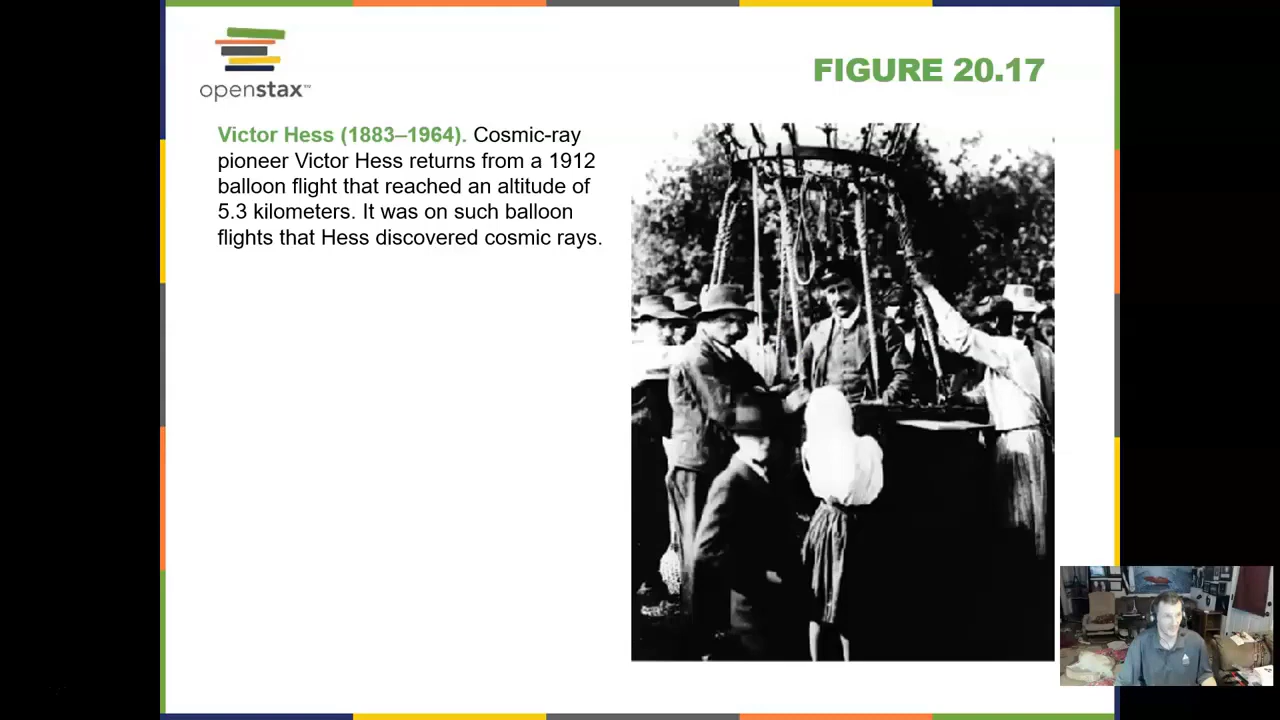 openstax™
FIGURE 20.17
Victor Hess (1883–1964). Cosmic-ray
pioneer Victor Hess returns from a 1912
balloon flight that reached an altitude of
5.3 kilometers. It was on such balloon
flights that Hess discovered cosmic rays.